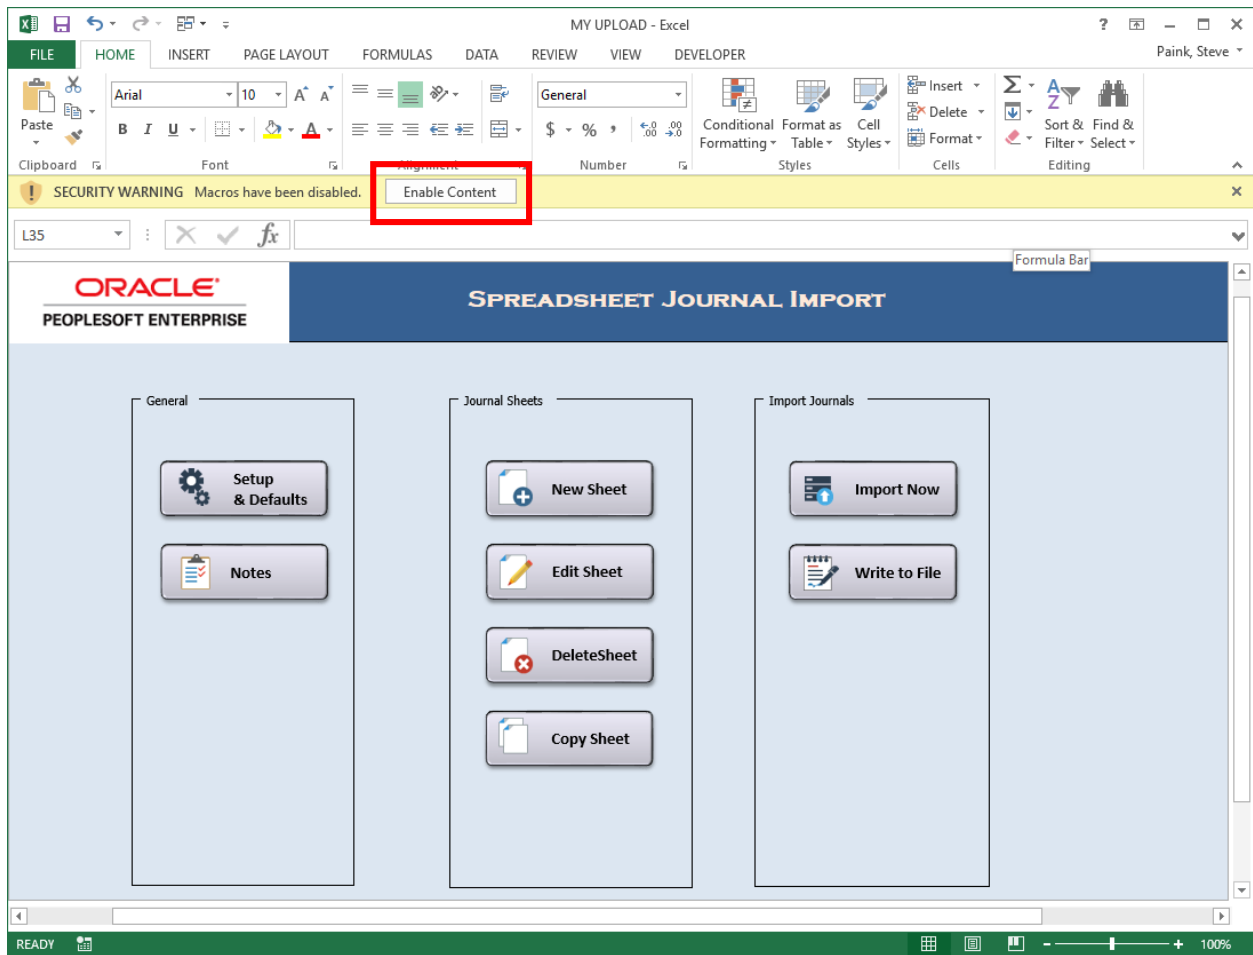 MY UPLOAD - Excel
?
FILE HOME INSERT PAGE LAYOUT FORMULAS DATA REVIEW VIEW DEVELOPER Paink, Steve
Paste
Arial 10 A A
B I U A
General
$ % , .00 .0
Conditional Formatting
Format as Table
Cell Styles
Insert
Delete
Format
Sort & Filter
Find & Select
Clipboard Font Alignment Number Styles Cells Editing
! SECURITY WARNING Macros have been disabled. Enable Content
L35 fx
Formula Bar
ORACLE
PEOPLESOFT ENTERPRISE
SPREADSHEET JOURNAL IMPORT
General Journal Sheets Import Journals
Setup & Defaults
New Sheet
Import Now
Notes
Edit Sheet
Write to File
DeleteSheet
Copy Sheet
READY 100%